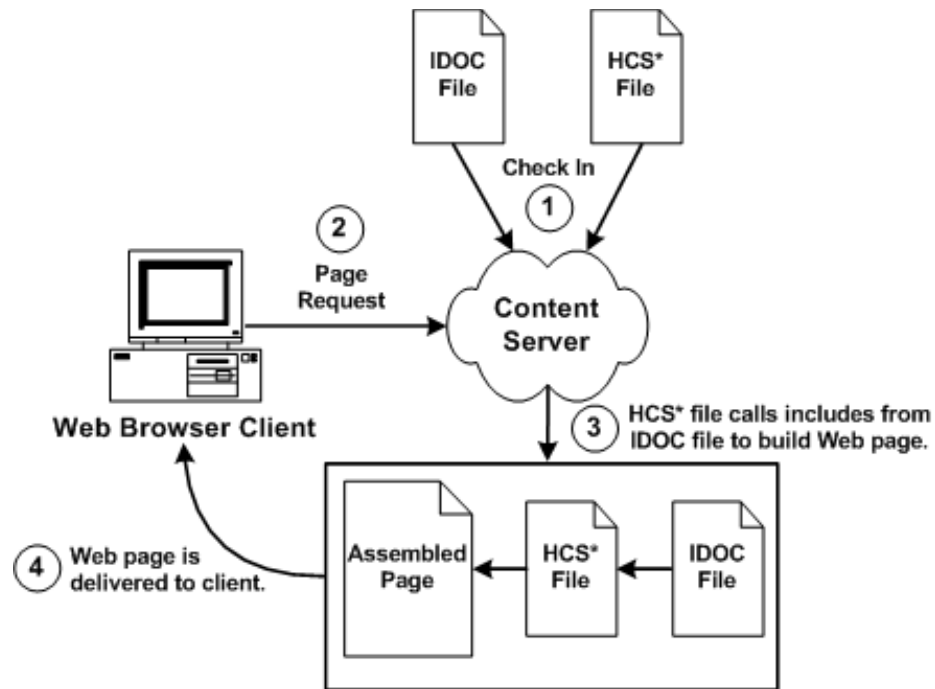 IDOC
File
HCS*
File
Check In
1
2
Page
Request
Content
Server
Web Browser Client
3
HCS* file calls includes from
IDOC file to build Web page.
4
Web page is
delivered to client.
Assembled
Page
HCS*
File
IDOC
File